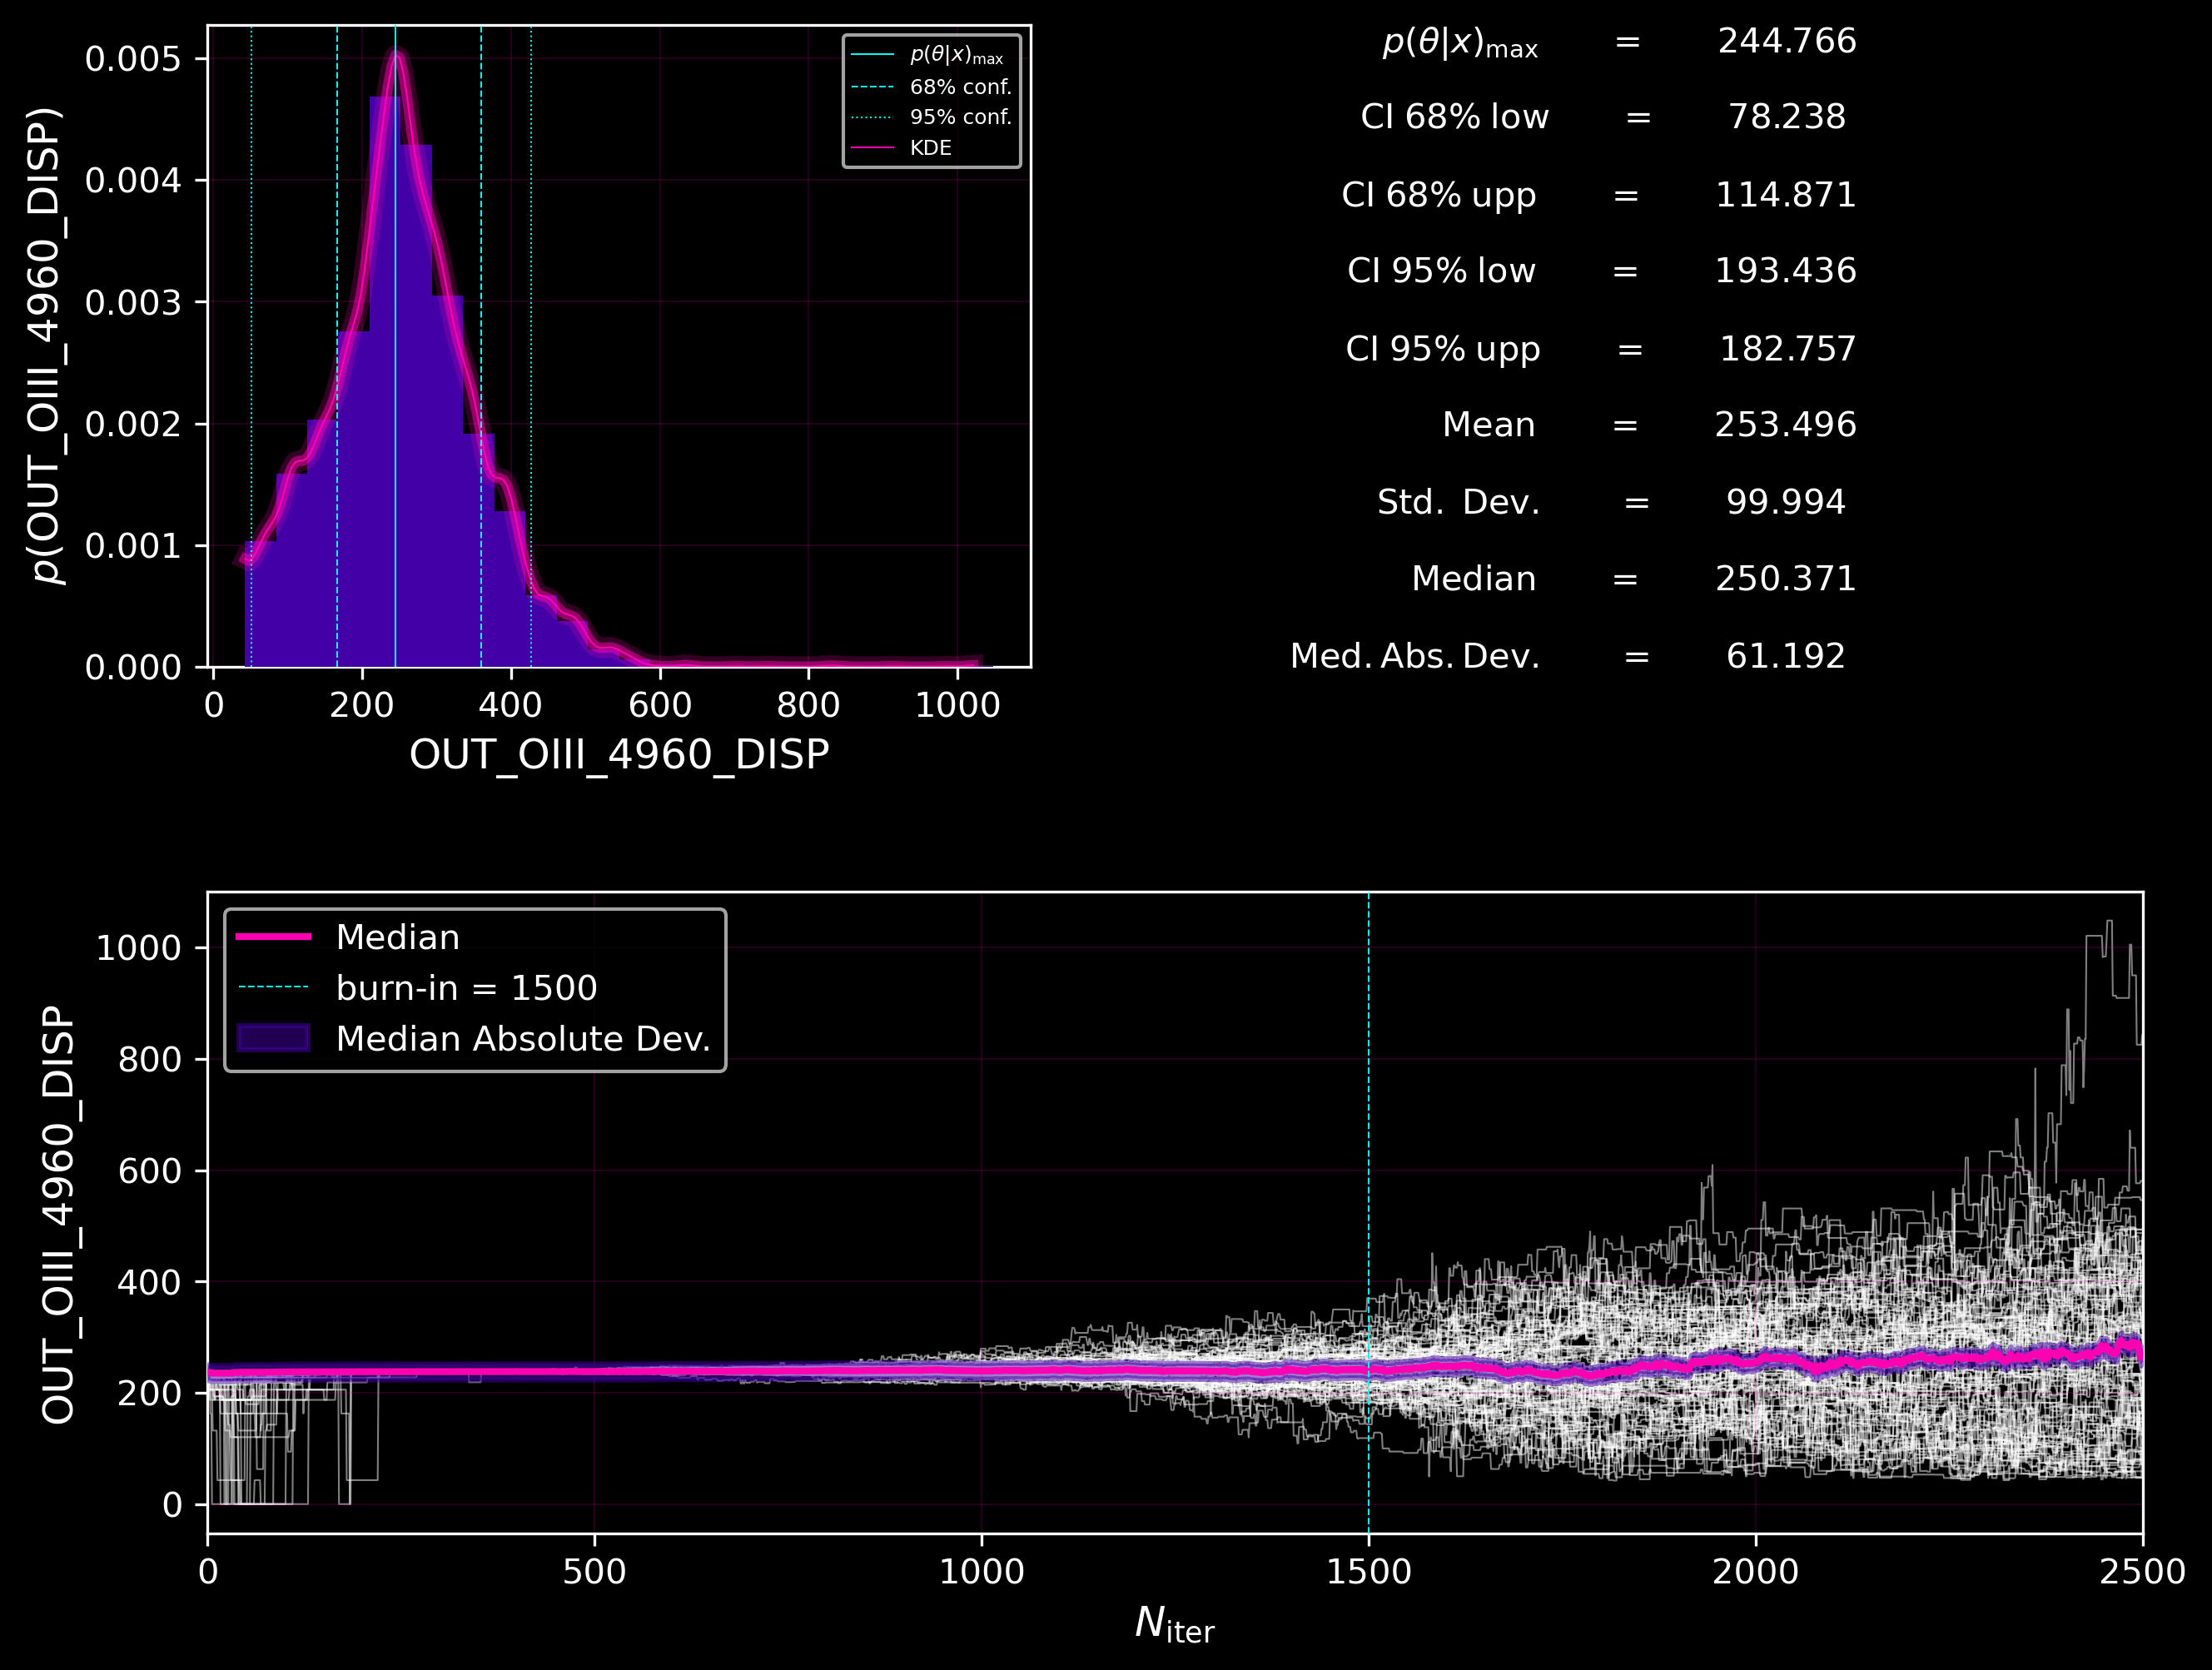 0.005
0.004
0.003
0.002
0.001
0.000
p(OUT_OIII_4960_DISP)
0 200 400 600 800 1000
OUT_OIII_4960_DISP
p(θ|x)max
68% conf.
95% conf.
KDE
p(θ|x)max = 244.766
CI 68% low = 78.238
CI 68% upp = 114.871
CI 95% low = 193.436
CI 95% upp = 182.757
Mean = 253.496
Std. Dev. = 99.994
Median = 250.371
Med. Abs. Dev. = 61.192
1000
800
600
400
200
0
OUT_OIII_4960_DISP
Median
burn-in = 1500
Median Absolute Dev.
0 500 1000 1500 2000 2500
Niter